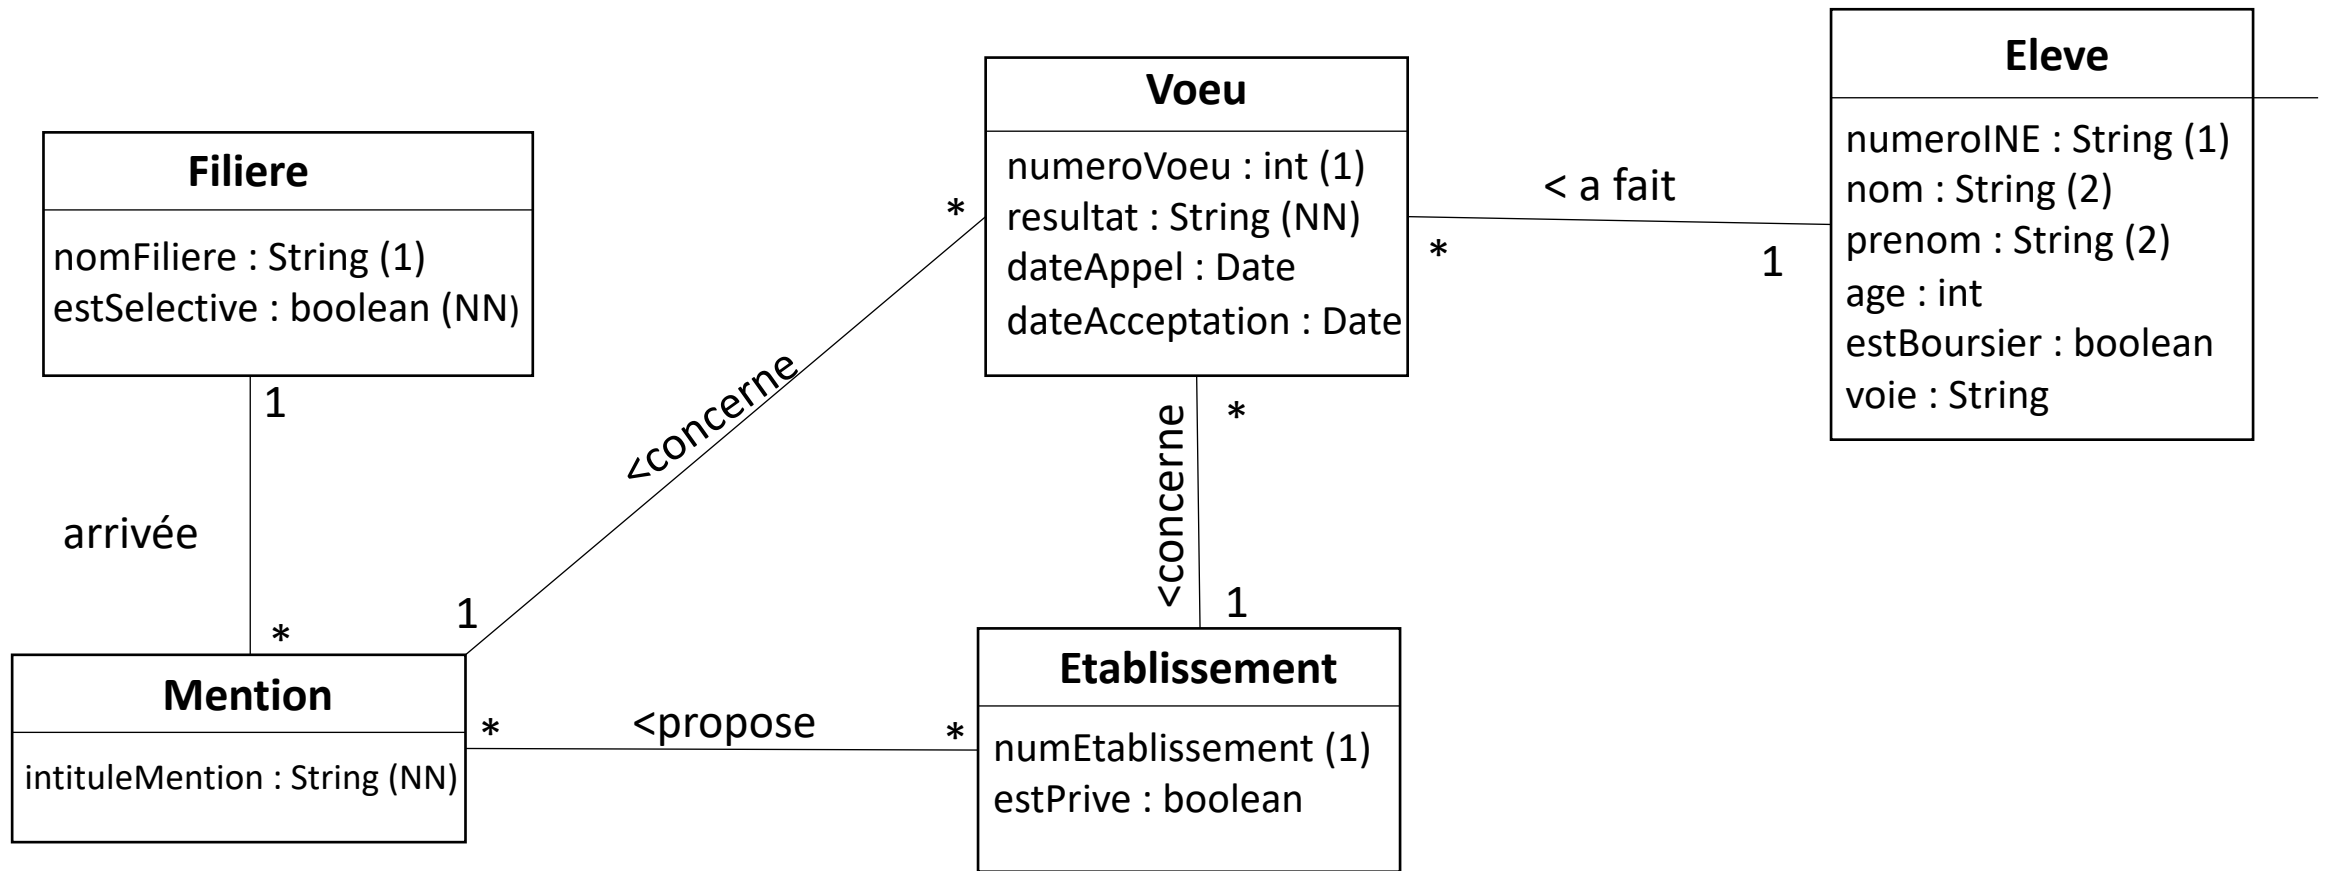 Filiere
nomFiliere : String (1)
estSelective : boolean (NN)
1
arrivée
*
Mention
intituleMention : String (NN)
<concerne
*
1
Voeu
numeroVoeu : int (1)
resultat : String (NN)
dateAppel : Date
dateAcceptation : Date
< a fait
*
1
Eleve
numeroINE : String (1)
nom : String (2)
prenom : String (2)
age : int
estBoursier : boolean
voie : String
<concerne
*
1
<propose
*
*
Etablissement
numEtablissement (1)
estPrive : boolean